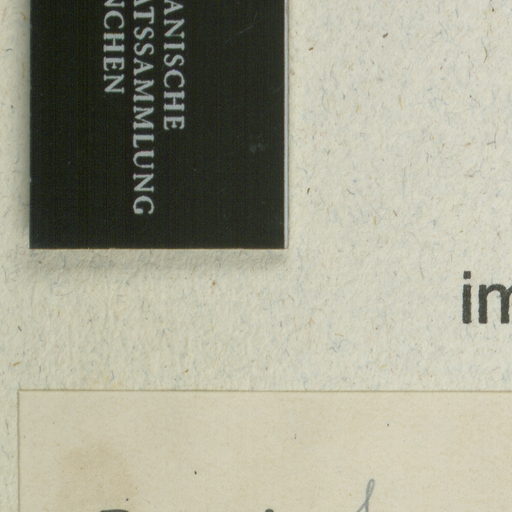 ANISCHE
ATSSAMMLUNG
NCHEN
im